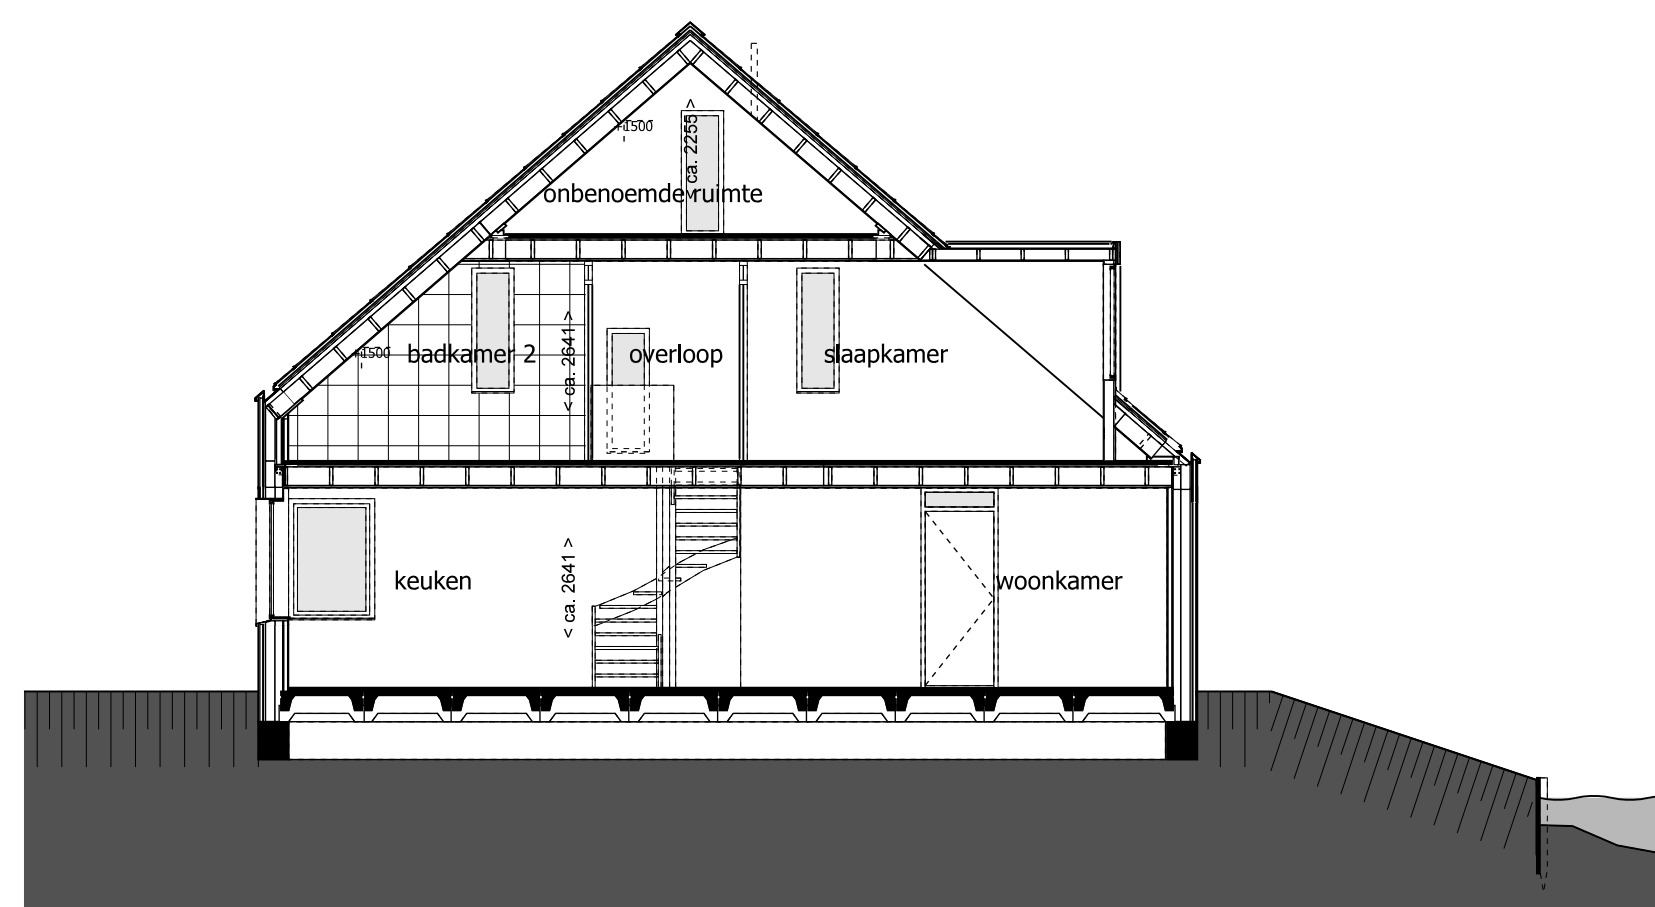 +1500
< ca. 2255 >
onbenoemde ruimte
+1500
badkamer 2
< ca. 2641 >
overloop
slaapkamer
keuken
< ca. 2641 >
woonkamer